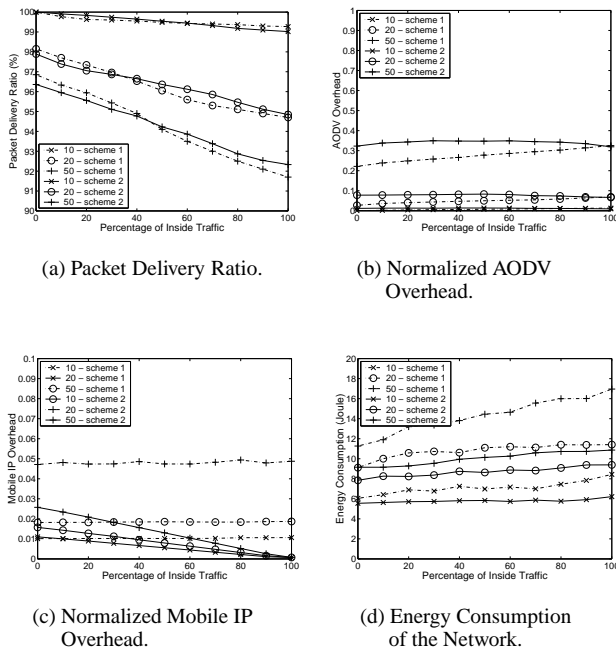 100
99
98
97
96
95
94
93
92
91
90
0 20 40 60 80 100
Packet Delivery Ratio (%)
Percentage of Inside Traffic
10 − scheme 1
20 − scheme 1
50 − scheme 1
10 − scheme 2
20 − scheme 2
50 − scheme 2
(a) Packet Delivery Ratio.
1
0.9
0.8
0.7
0.6
0.5
0.4
0.3
0.2
0.1
0
0 20 40 60 80 100
AODV Overhead
Percentage of Inside Traffic
10 − scheme 1
20 − scheme 1
50 − scheme 1
10 − scheme 2
20 − scheme 2
50 − scheme 2
(b) Normalized AODV
Overhead.
0.1
0.09
0.08
0.07
0.06
0.05
0.04
0.03
0.02
0.01
0
0 20 40 60 80 100
Mobile IP Overhead
Percentage of Inside Traffic
10 − scheme 1
20 − scheme 1
50 − scheme 1
10 − scheme 2
20 − scheme 2
50 − scheme 2
(c) Normalized Mobile IP
Overhead.
20
18
16
14
12
10
8
6
4
2
0
0 20 40 60 80 100
Energy Consumption (Joule)
Percentage of Inside Traffic
10 − scheme 1
20 − scheme 1
50 − scheme 1
10 − scheme 2
20 − scheme 2
50 − scheme 2
(d) Energy Consumption
of the Network.